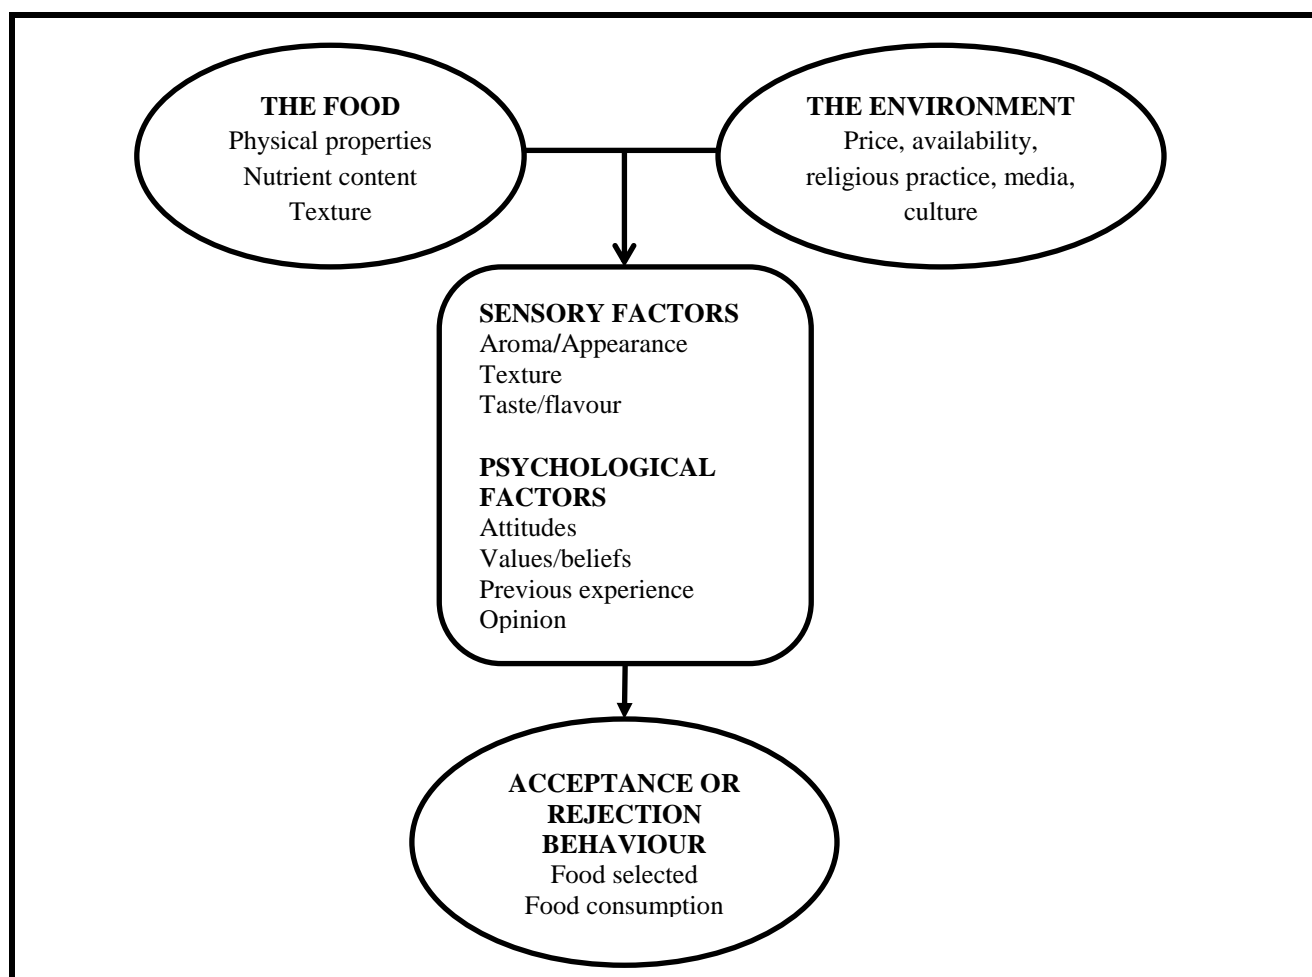 THE FOOD
Physical properties
Nutrient content
Texture
THE ENVIRONMENT
Price, availability,
religious practice, media,
culture
SENSORY FACTORS
Aroma/Appearance
Texture
Taste/flavour
PSYCHOLOGICAL
FACTORS
Attitudes
Values/beliefs
Previous experience
Opinion
ACCEPTANCE OR
REJECTION
BEHAVIOUR
Food selected
Food consumption